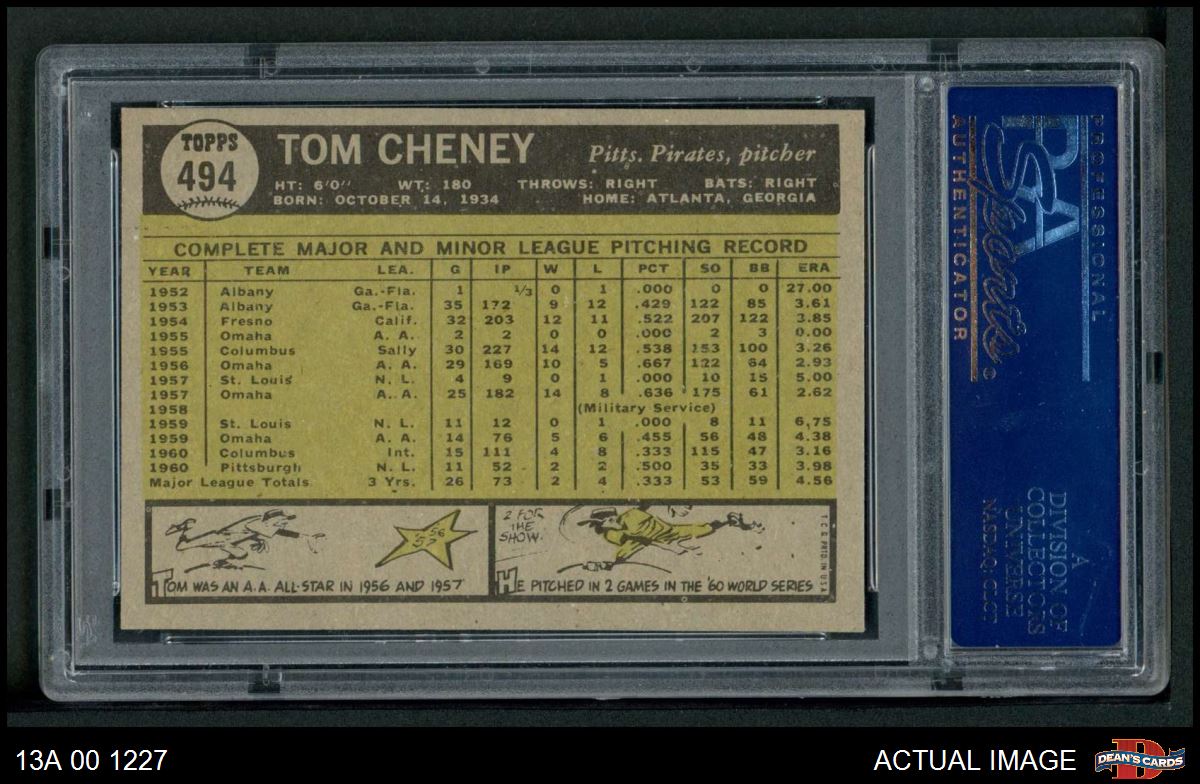 TOPPS
494
TOM CHENEY
Pitts. Pirates, pitcher
HT: 6'0" WT: 180 THROWS: RIGHT BATS: RIGHT
BORN: OCTOBER 14, 1934 HOME: ATLANTA, GEORGIA
COMPLETE MAJOR AND MINOR LEAGUE PITCHING RECORD
YEAR TEAM LEA. G IP W L PCT SO BB ERA
1952 Albany Ga.-Fla. 1 1/3 0 1 .000 0 0 27.00
1953 Albany Ga.-Fla. 35 172 9 12 .429 122 85 3.61
1954 Fresno Calif. 32 203 12 11 .522 207 122 3.85
1955 Omaha A. A. 2 2 0 0 .000 2 3 0.00
1955 Columbus Sally 30 227 14 12 .538 153 100 3.26
1956 Omaha A. A. 29 169 10 5 .667 122 64 2.93
1957 St. Louis N. L. 4 9 0 1 .000 10 15 5.00
1957 Omaha A. A. 25 182 14 8 .636 175 61 2.62
1958 (Military Service)
1959 St. Louis N. L. 11 12 0 1 .000 8 11 6.75
1959 Omaha A. A. 14 76 5 6 .455 56 48 4.38
1960 Columbus Int. 15 111 4 8 .333 115 47 3.16
1960 Pittsburgh N. L. 11 52 2 2 .500 35 33 3.98
Major League Totals 3 Yrs. 26 73 2 4 .333 53 59 4.56
'56
'57
TOM WAS AN A.A. ALL-STAR IN 1956 AND 1957
2 FOR
THE
SHOW.
HE PITCHED IN 2 GAMES IN THE '60 WORLD SERIES
T.C.G. PRTD. IN U.S.A.
PROFESSIONAL
PSA
Sports
AUTHENTICATOR
A
DIVISION OF
COLLECTORS
UNIVERSE
NASDAQ: CLCT
13A 00 1227
ACTUAL IMAGE
D
DEAN'S CARDS